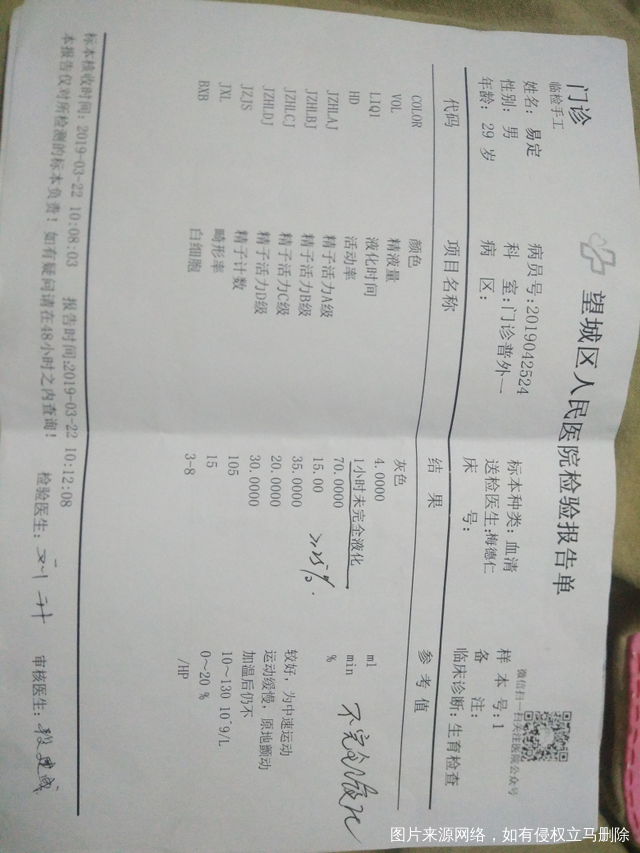 望城区人民医院检验报告单
微信扫一扫关注医院公众号
门诊
临检手工
姓名：易定 病员号：2019042524 标本种类：血清 样本号：1
性别：男 科室：门诊普外一 送检医生：梅德仁 备注：
年龄：29 岁 病区： 床号： 临床诊断：生育检查
代码 项目名称 结果 参考值
COLOR 颜色 灰色
VOL 精液量 4.0000 ml
LIQI 液化时间 1小时未完全液化 min 不完全液化
HD 活动率 70.0000 %
JZHLAJ 精子活力A级 15.00 ≥25%.
JZHLBJ 精子活力B级 35.0000 较好，为中速运动
JZHLCJ 精子活力C级 20.0000 运动缓慢；原地颤动
JZHLDJ 精子活力D级 30.0000 加温后仍不
JZJS 精子计数 105 10～130 10^9/L
JXL 畸形率 15 0～20 %
BXB 白细胞 3-8 /HP
标本核收时间：2019-03-22 10:08:03 报告时间:2019-03-22 10:12:08 检验医生： 审核医生：
本报告仅对所检测的标本负责！如有疑问请在48小时之内查询！
图片来源网络，如有侵权立马删除